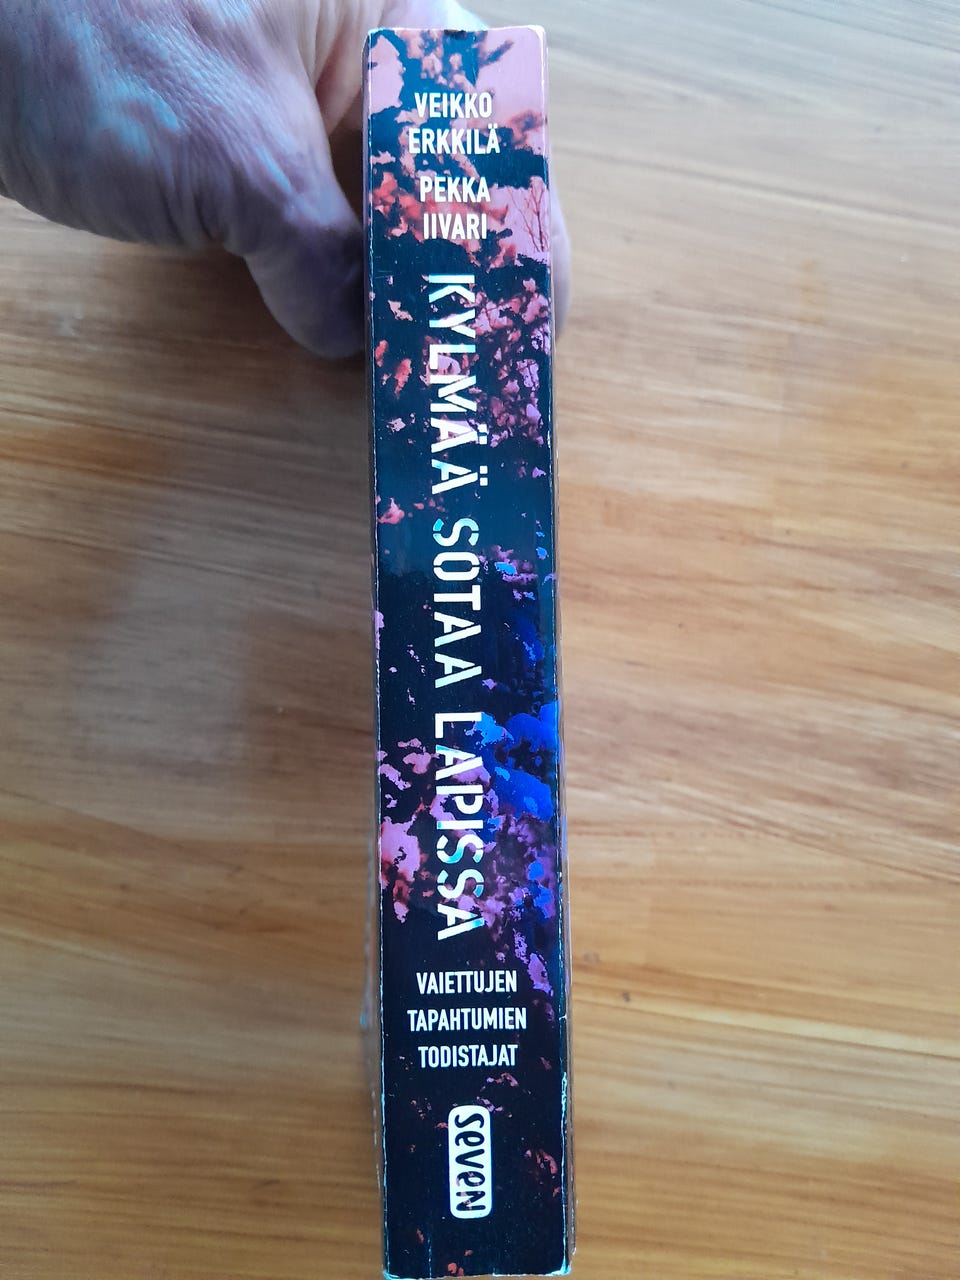 VEIKKO
ERKKILÄ
PEKKA
IIVARI
KYLMÄÄ SOTAA LAPISSA
VAIETTUJEN
TAPAHTUMIEN
TODISTAJAT
SEVEN